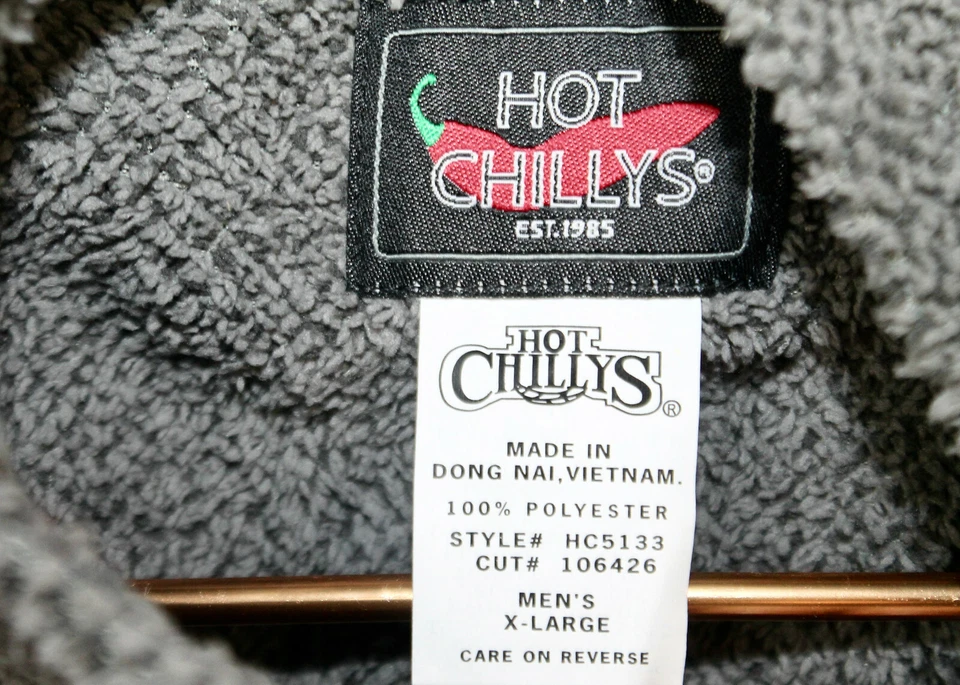 HOT
CHILLYS®
EST.1985
HOT
CHILLYS®
MADE IN
DONG NAI,VIETNAM.
100% POLYESTER
STYLE# HC5133
CUT# 106426
MEN'S
X-LARGE
CARE ON REVERSE